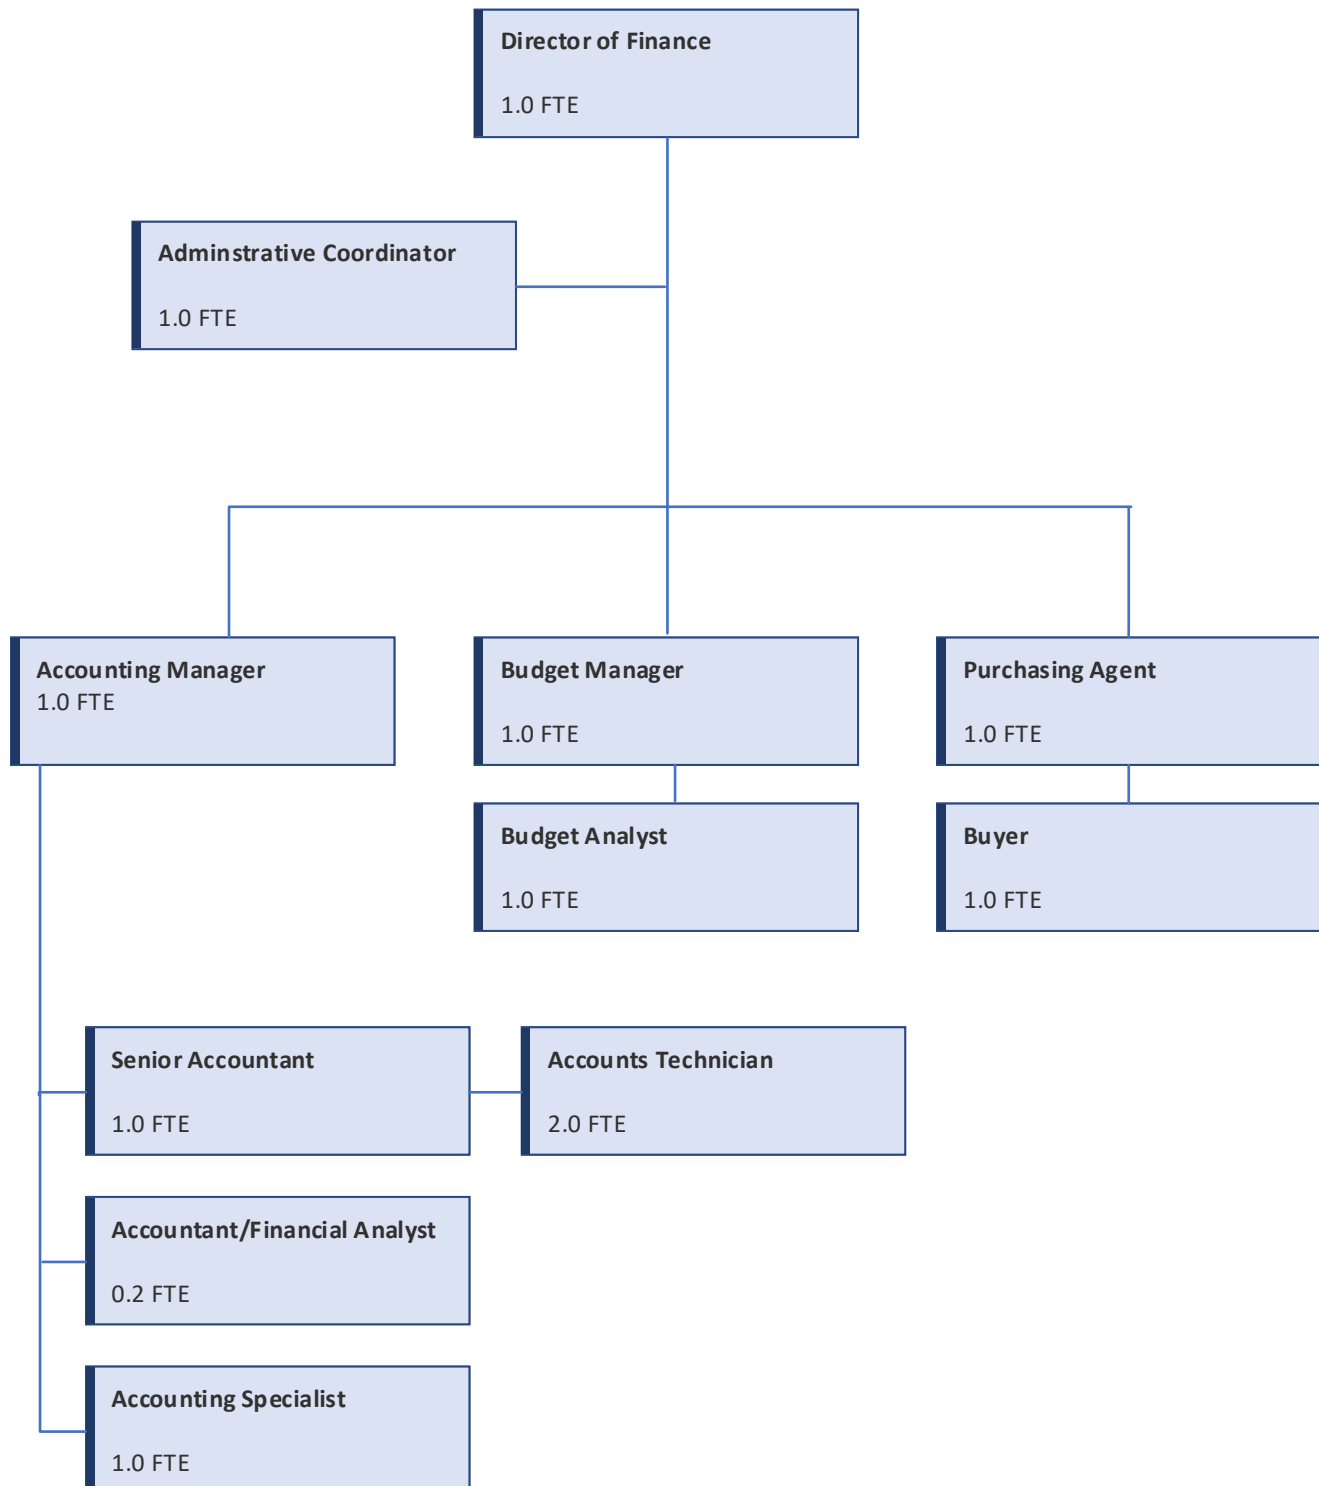 Director of Finance
1.0 FTE
Adminstrative Coordinator
1.0 FTE
Accounting Manager
1.0 FTE
Budget Manager
1.0 FTE
Purchasing Agent
1.0 FTE
Budget Analyst
1.0 FTE
Buyer
1.0 FTE
Senior Accountant
1.0 FTE
Accounts Technician
2.0 FTE
Accountant/Financial Analyst
0.2 FTE
Accounting Specialist
1.0 FTE